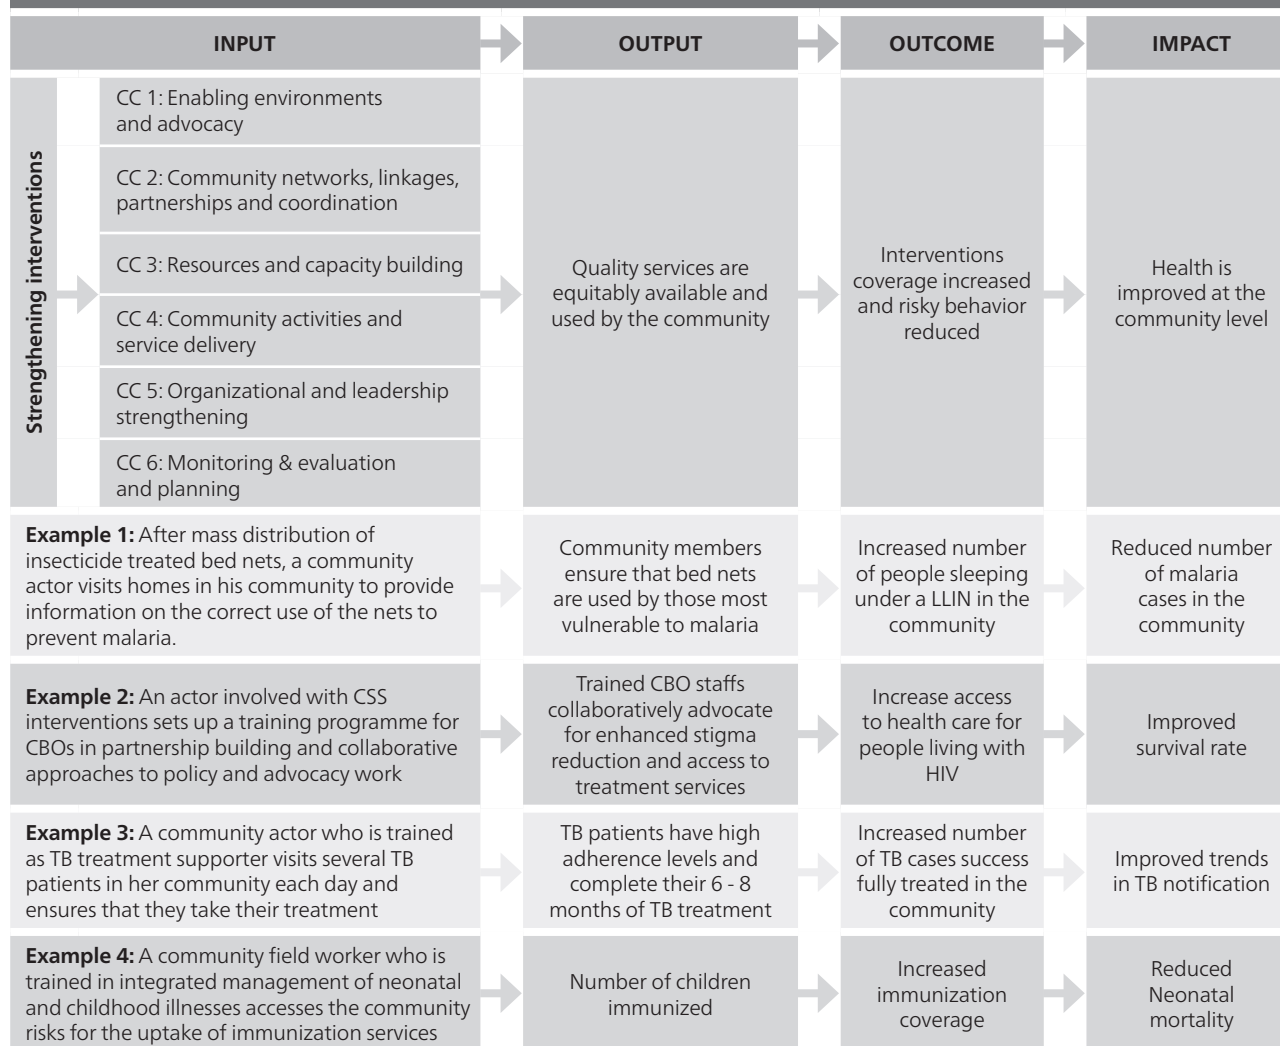 INPUT
OUTPUT
OUTCOME
IMPACT
Strengthening interventions
CC 1: Enabling environments
and advocacy
CC 2: Community networks, linkages,
partnerships and coordination
CC 3: Resources and capacity building
CC 4: Community activities and
service delivery
CC 5: Organizational and leadership
strengthening
CC 6: Monitoring & evaluation
and planning
Quality services are
equitably available and
used by the community
Interventions
coverage increased
and risky behavior
reduced
Health is
improved at the
community level
Example 1: After mass distribution of
insecticide treated bed nets, a community
actor visits homes in his community to provide
information on the correct use of the nets to
prevent malaria.
Community members
ensure that bed nets
are used by those most
vulnerable to malaria
Increased number
of people sleeping
under a LLIN in the
community
Reduced number
of malaria
cases in the
community
Example 2: An actor involved with CSS
interventions sets up a training programme for
CBOs in partnership building and collaborative
approaches to policy and advocacy work
Trained CBO staffs
collaboratively advocate
for enhanced stigma
reduction and access to
treatment services
Increase access
to health care for
people living with
HIV
Improved
survival rate
Example 3: A community actor who is trained
as TB treatment supporter visits several TB
patients in her community each day and
ensures that they take their treatment
TB patients have high
adherence levels and
complete their 6 - 8
months of TB treatment
Increased number
of TB cases success
fully treated in the
community
Improved trends
in TB notification
Example 4: A community field worker who is
trained in integrated management of neonatal
and childhood illnesses accesses the community
risks for the uptake of immunization services
Number of children
immunized
Increased
immunization
coverage
Reduced
Neonatal
mortality